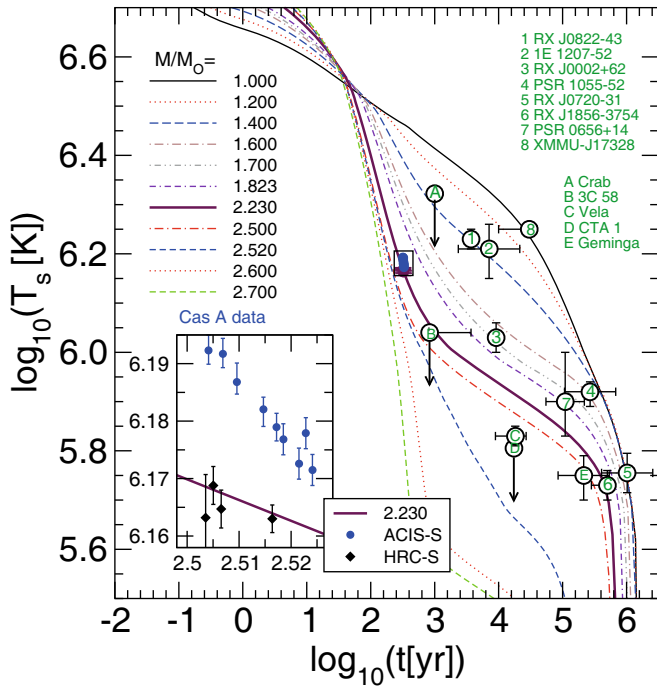 M/M_O=
1.000
1.200
1.400
1.600
1.700
1.823
2.230
2.500
2.520
2.600
2.700
1 RX J0822-43
2 1E 1207-52
3 RX J0002+62
4 PSR 1055-52
5 RX J0720-31
6 RX J1856-3754
7 PSR 0656+14
8 XMMU-J17328
A Crab
B 3C 58
C Vela
D CTA 1
E Geminga
A
1
2
8
B
3
C
D
7
4
E
6
5
Cas A data
6.19
6.18
6.17
6.16
2.5
2.51
2.52
2.230
ACIS-S
HRC-S
6.6
6.4
6.2
6.0
5.8
5.6
log10(Ts [K])
-2 -1 0 1 2 3 4 5 6
log10(t[yr])